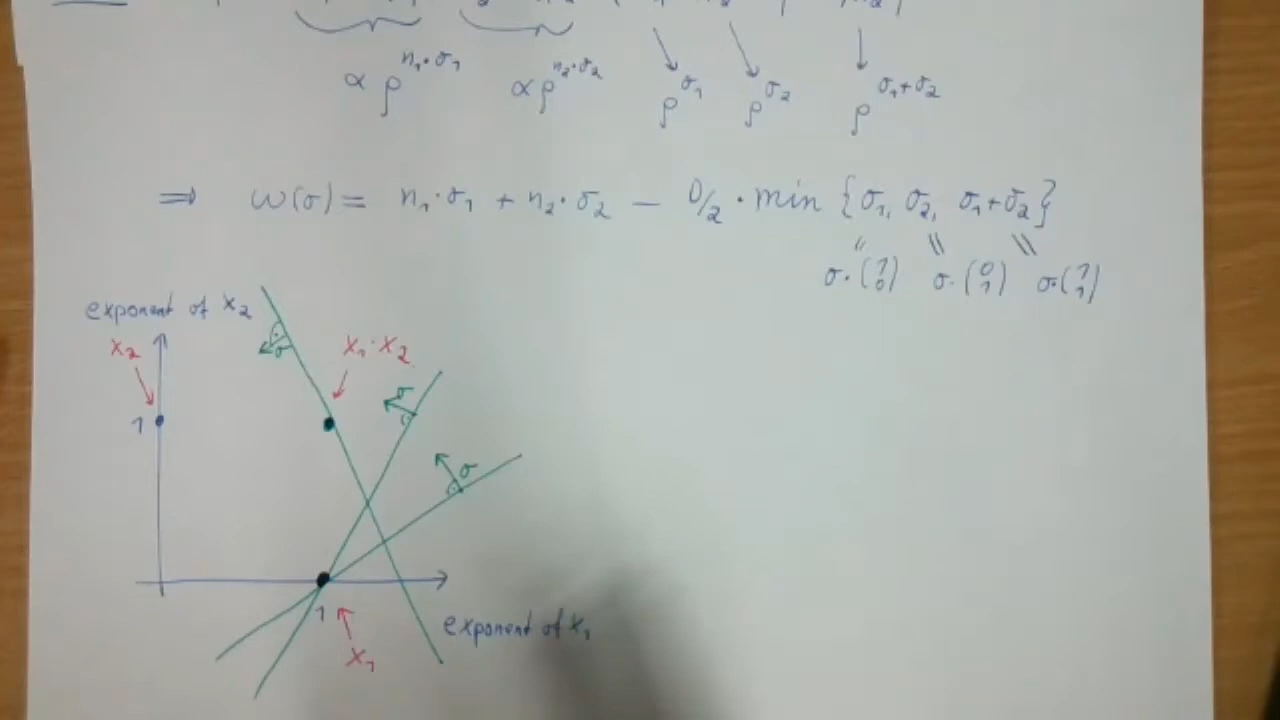 ∝ ρ^{n₁·σ₁} ∝ ρ^{n₂·σ₂} ρ^{σ₁} ρ^{σ₂} ρ^{σ₁+σ₂}
⇒ ω(σ) = n₁·σ₁ + n₂·σ₂ − D/2 · min {σ₁, σ₂, σ₁+σ₂}
σ·(1 0) σ·(0 1) σ·(1 1)
exponent of x₂
x₂
σ
x₁·x₂
σ
1
σ
1
exponent of x₁
x₁